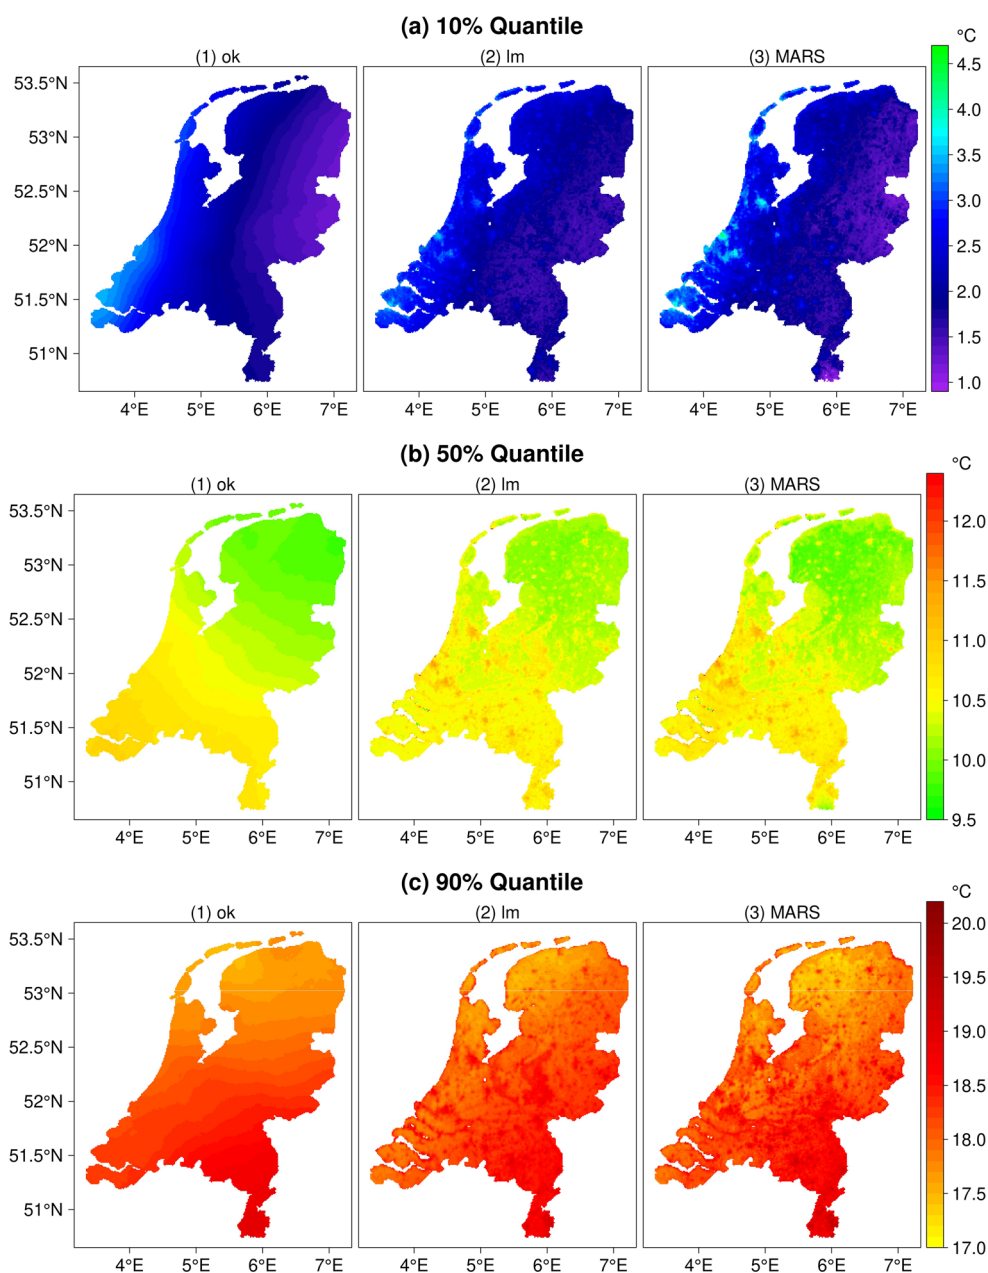 (a) 10% Quantile
°C
(1) ok (2) lm (3) MARS
53.5°N
53°N
52.5°N
52°N
51.5°N
51°N
4°E 5°E 6°E 7°E 4°E 5°E 6°E 7°E 4°E 5°E 6°E 7°E
4.5
4.0
3.5
3.0
2.5
2.0
1.5
1.0
(b) 50% Quantile
°C
(1) ok (2) lm (3) MARS
53.5°N
53°N
52.5°N
52°N
51.5°N
51°N
4°E 5°E 6°E 7°E 4°E 5°E 6°E 7°E 4°E 5°E 6°E 7°E
12.0
11.5
11.0
10.5
10.0
9.5
(c) 90% Quantile
°C
(1) ok (2) lm (3) MARS
53.5°N
53°N
52.5°N
52°N
51.5°N
51°N
4°E 5°E 6°E 7°E 4°E 5°E 6°E 7°E 4°E 5°E 6°E 7°E
20.0
19.5
19.0
18.5
18.0
17.5
17.0